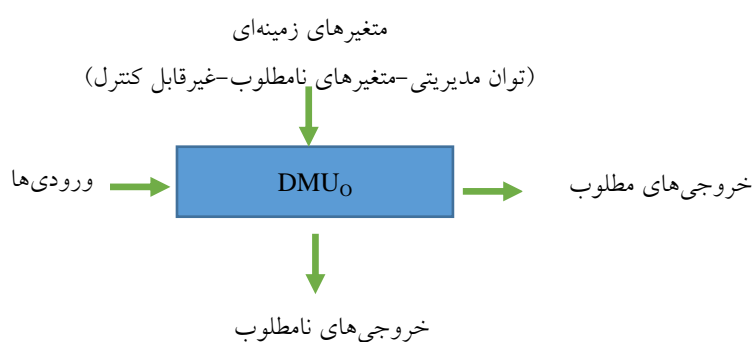 متغیرهای زمینه‌ای
(توان مدیریتی-متغیرهای نامطلوب-غیرقابل کنترل)
ورودی‌ها
DMUO
خروجی‌های مطلوب
خروجی‌های نامطلوب